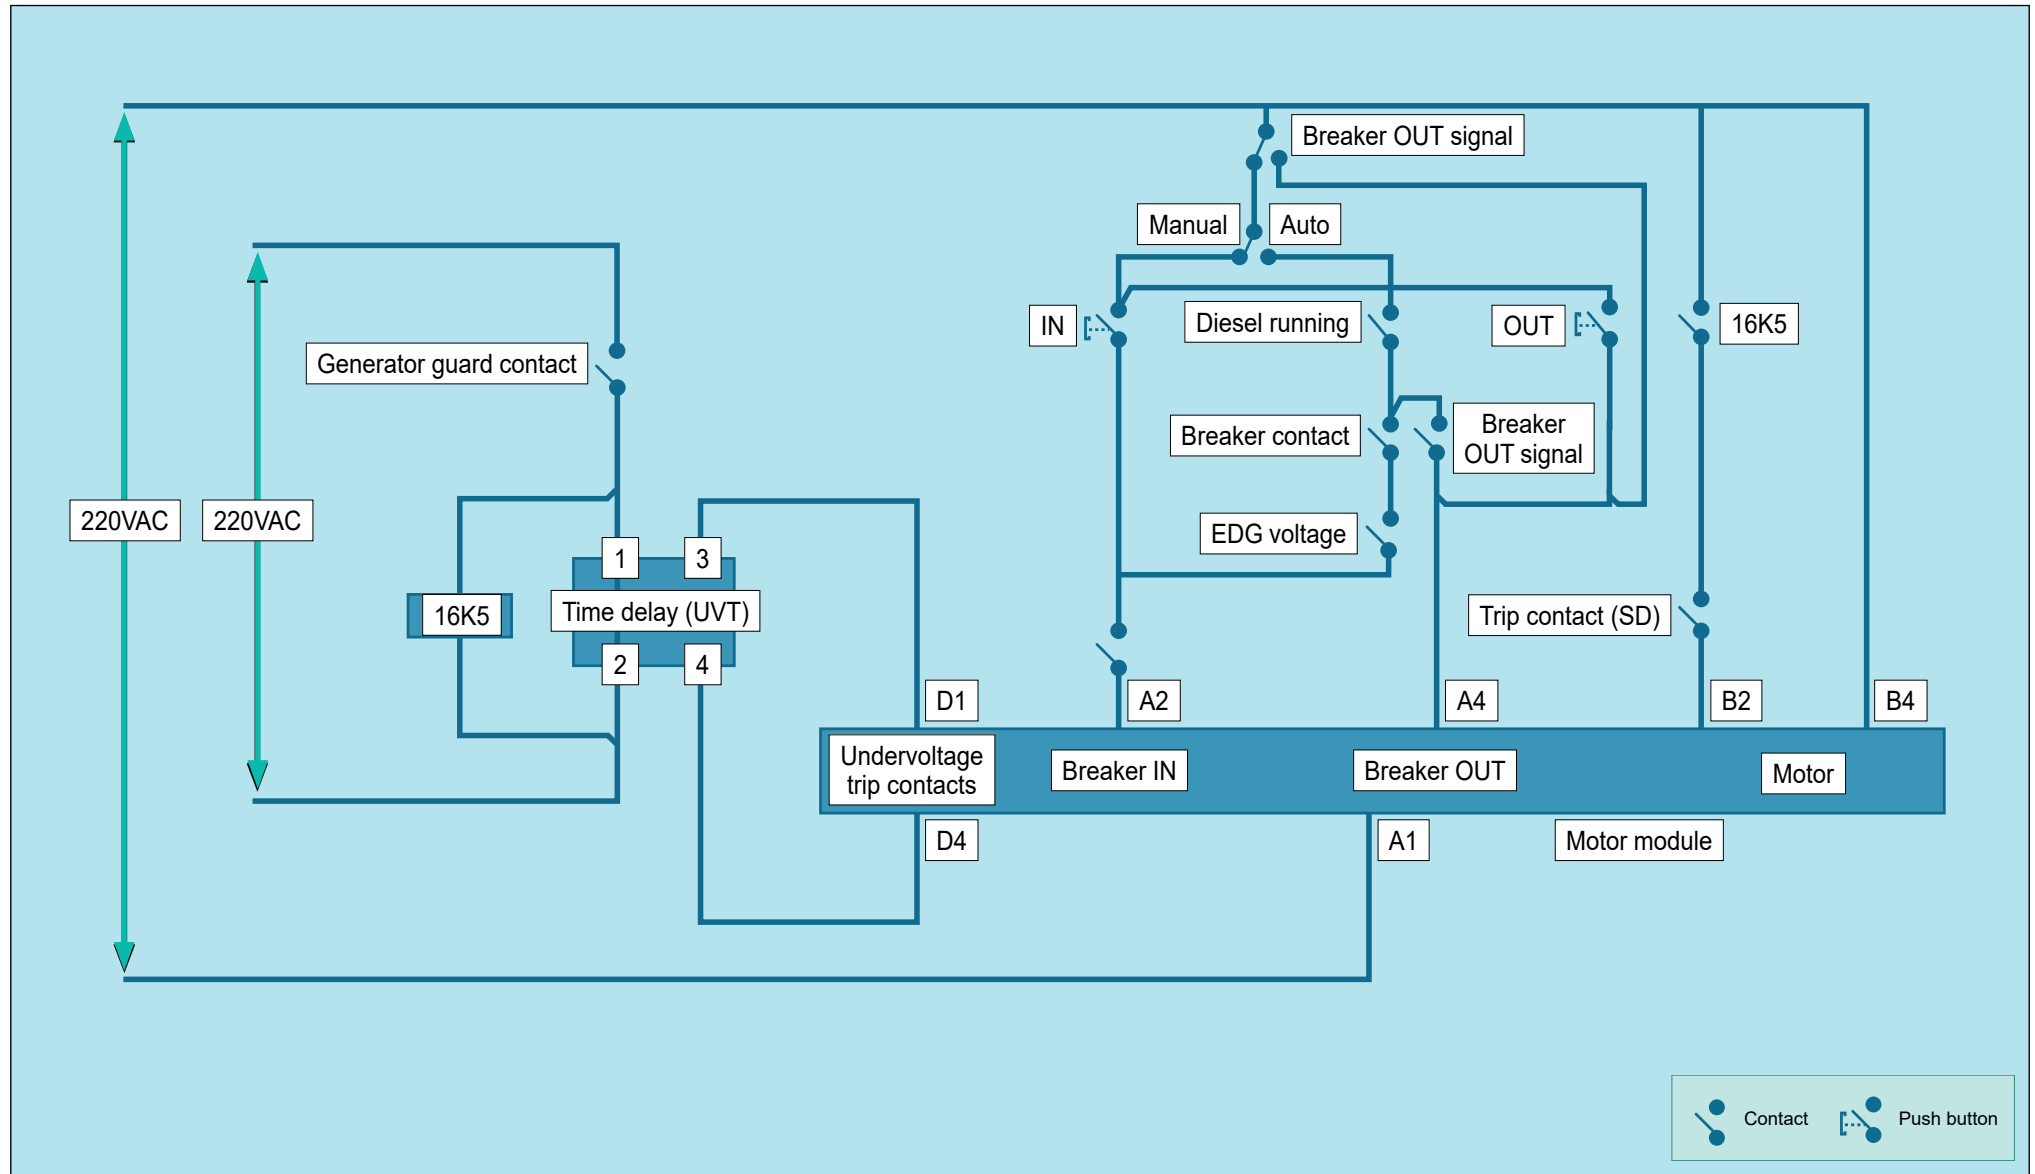 Breaker OUT signal
Manual
Auto
IN
Diesel running
OUT
16K5
Generator guard contact
Breaker contact
Breaker
OUT signal
220VAC
220VAC
EDG voltage
1
3
16K5
Time delay (UVT)
Trip contact (SD)
2
4
D1
A2
A4
B2
B4
Undervoltage
trip contacts
Breaker IN
Breaker OUT
Motor
D4
A1
Motor module
Contact
Push button